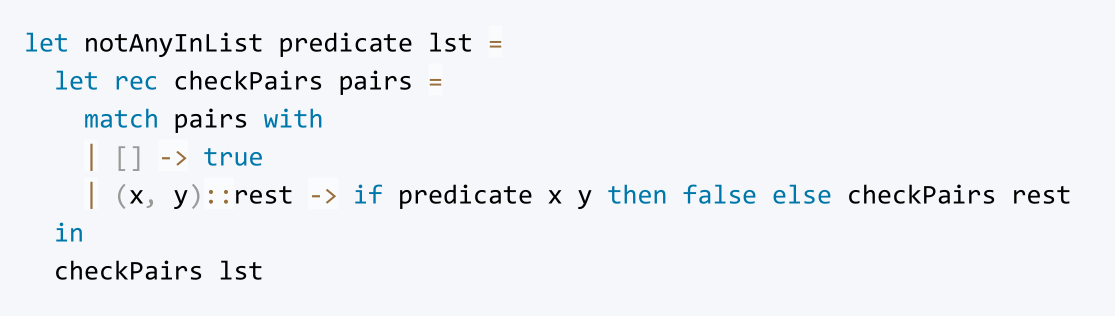 let notAnyInList predicate lst =
  let rec checkPairs pairs =
    match pairs with
    | [] -> true
    | (x, y)::rest -> if predicate x y then false else checkPairs rest
  in
  checkPairs lst